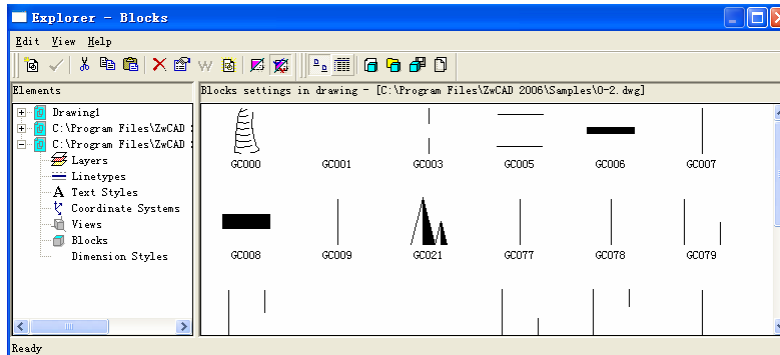 Explorer - Blocks
Edit View Help
Elements
Blocks settings in drawing - [C:\Program Files\ZwCAD 2006\Samples\0-2.dwg]
Drawing1
C:\Program Files\ZwCAD
C:\Program Files\ZwCAD
Layers
Linetypes
A Text Styles
Coordinate Systems
Views
Blocks
Dimension Styles
GC000 GC001 GC003 GC005 GC006 GC007
GC008 GC009 GC021 GC077 GC078 GC079
Ready